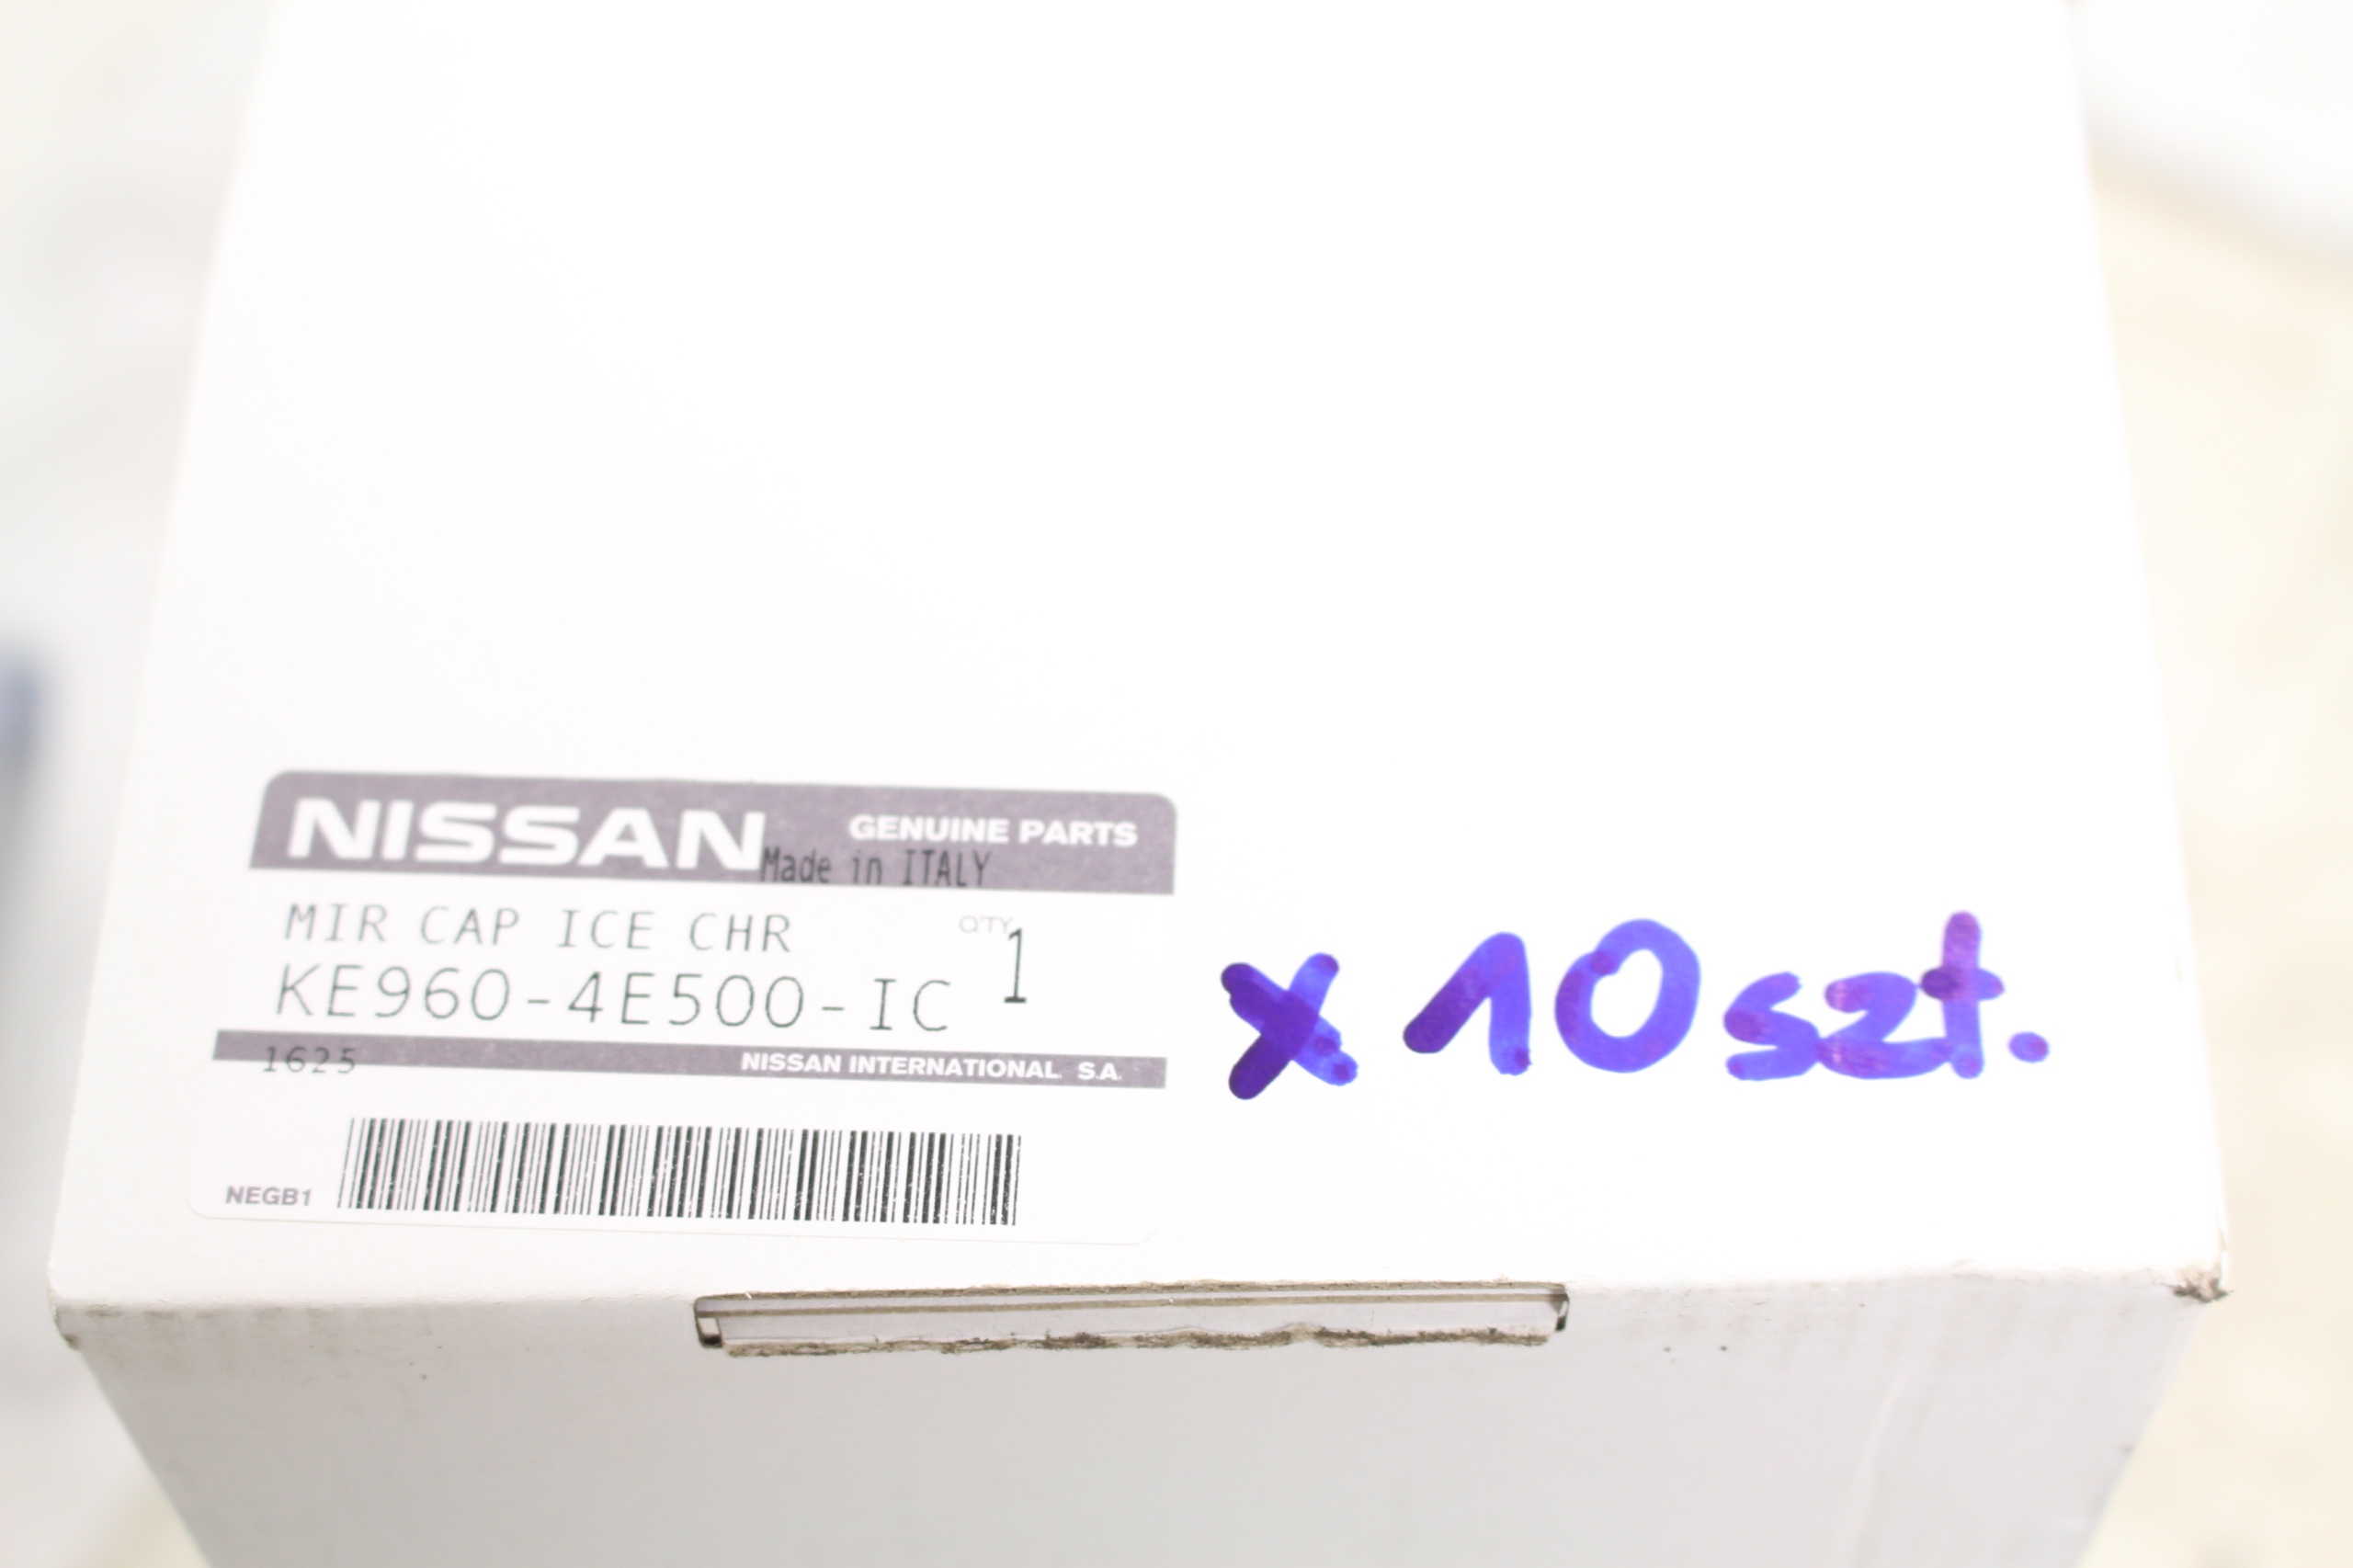 NISSAN GENUINE PARTS
Made in ITALY
MIR CAP ICE CHR QTY 1
KE960-4E500-IC
x 10 szt.
1625 NISSAN INTERNATIONAL S.A.
NEGB1